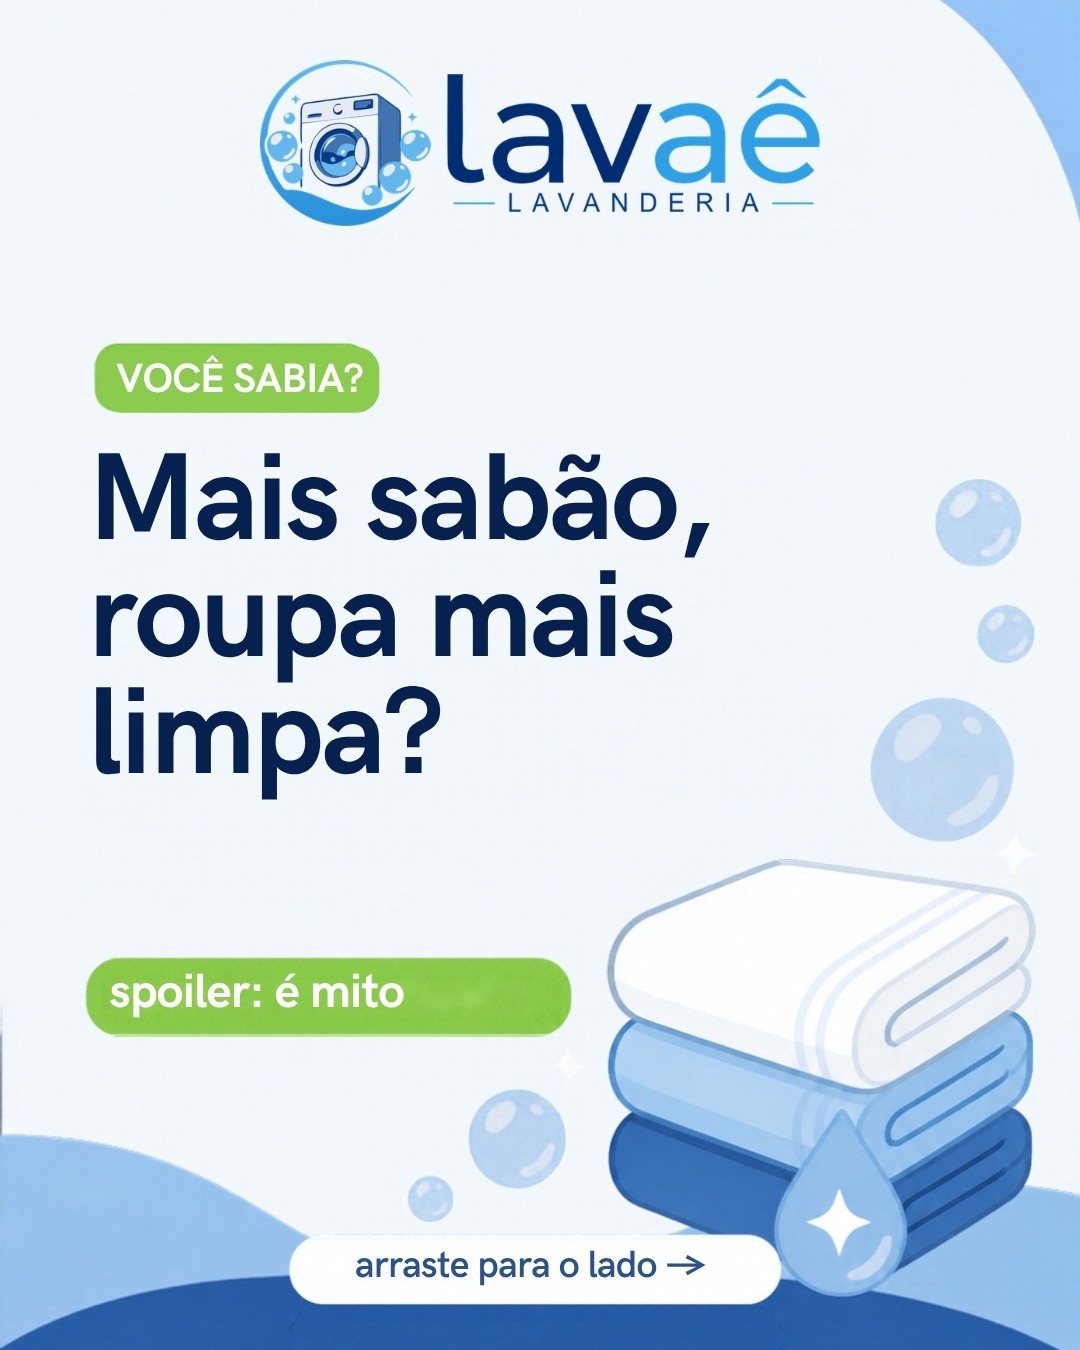 lavaê
LAVANDERIA
VOCÊ SABIA?
Mais sabão,
roupa mais
limpa?
spoiler: é mito
arraste para o lado →